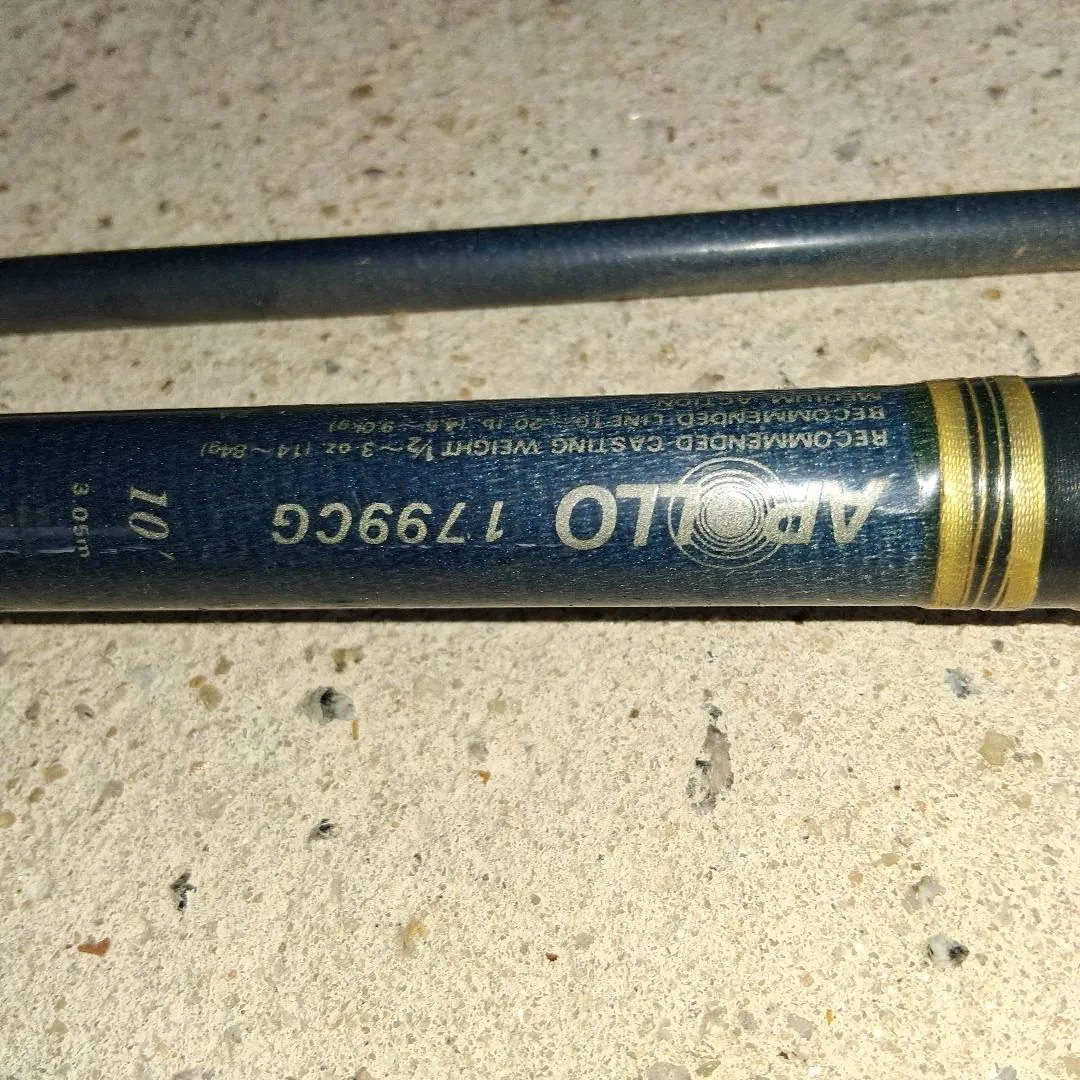 APOLLO 1799CG
RECOMMENDED CASTING WEIGHT ½~3 oz. (14~84g)
RECOMMENDED LINE 10~20 lb. (4.5~9.0kg)
MEDIUM ACTION
10'
3.05m